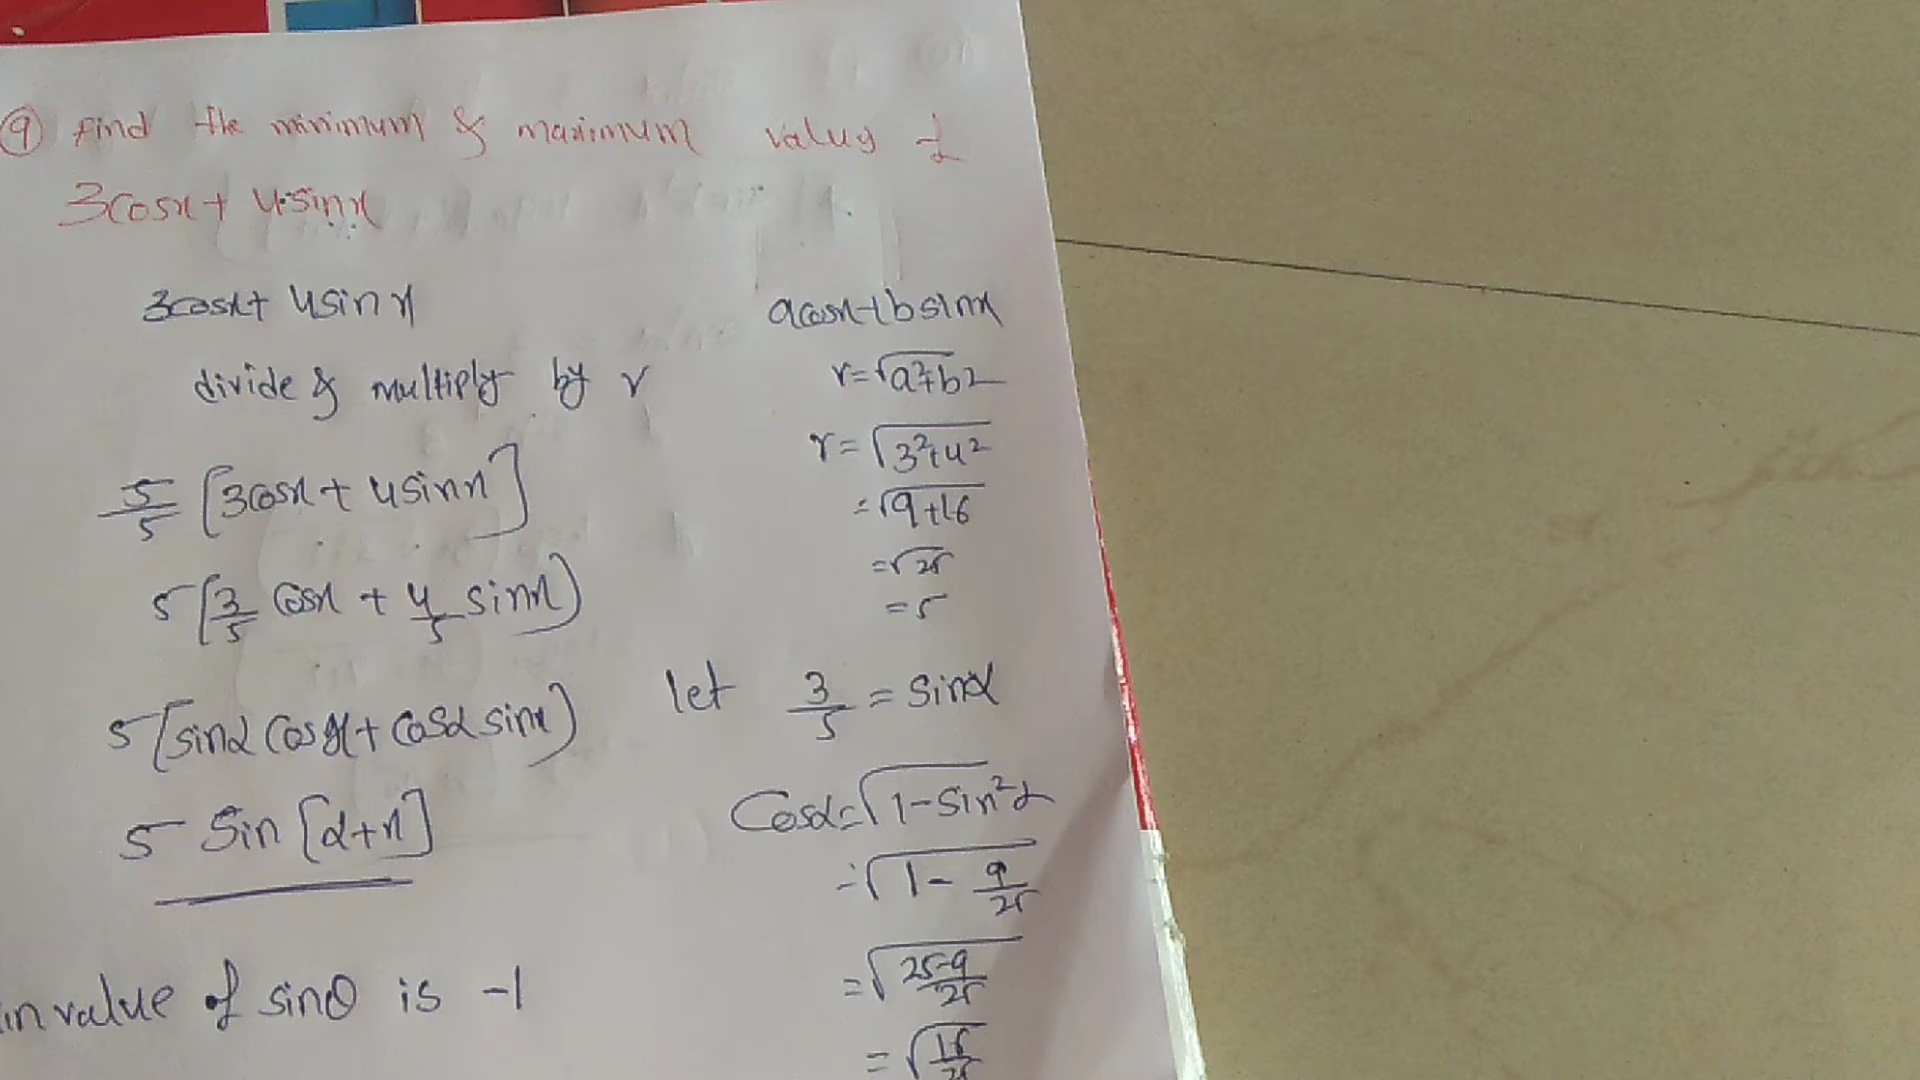 9 Find the minimum & maximum value of
3cosx + 4sinx
3cosx + 4sinx
divide & multiply by r
5/5 [3cosx + 4sinx]
5[3/5 cosx + 4/5 sinx)
5[sinα cosx + cosα sinx)
5 Sin [α+x]
in value of sinθ is -1
acosx+bsinx
r=√a²+b2
r=√3²+4²
=√9+16
=√25
=5
let 3/5 = sinα
Cosα=√1-sin²α
=√1- 9/25
=√25-9/25
=√16/25